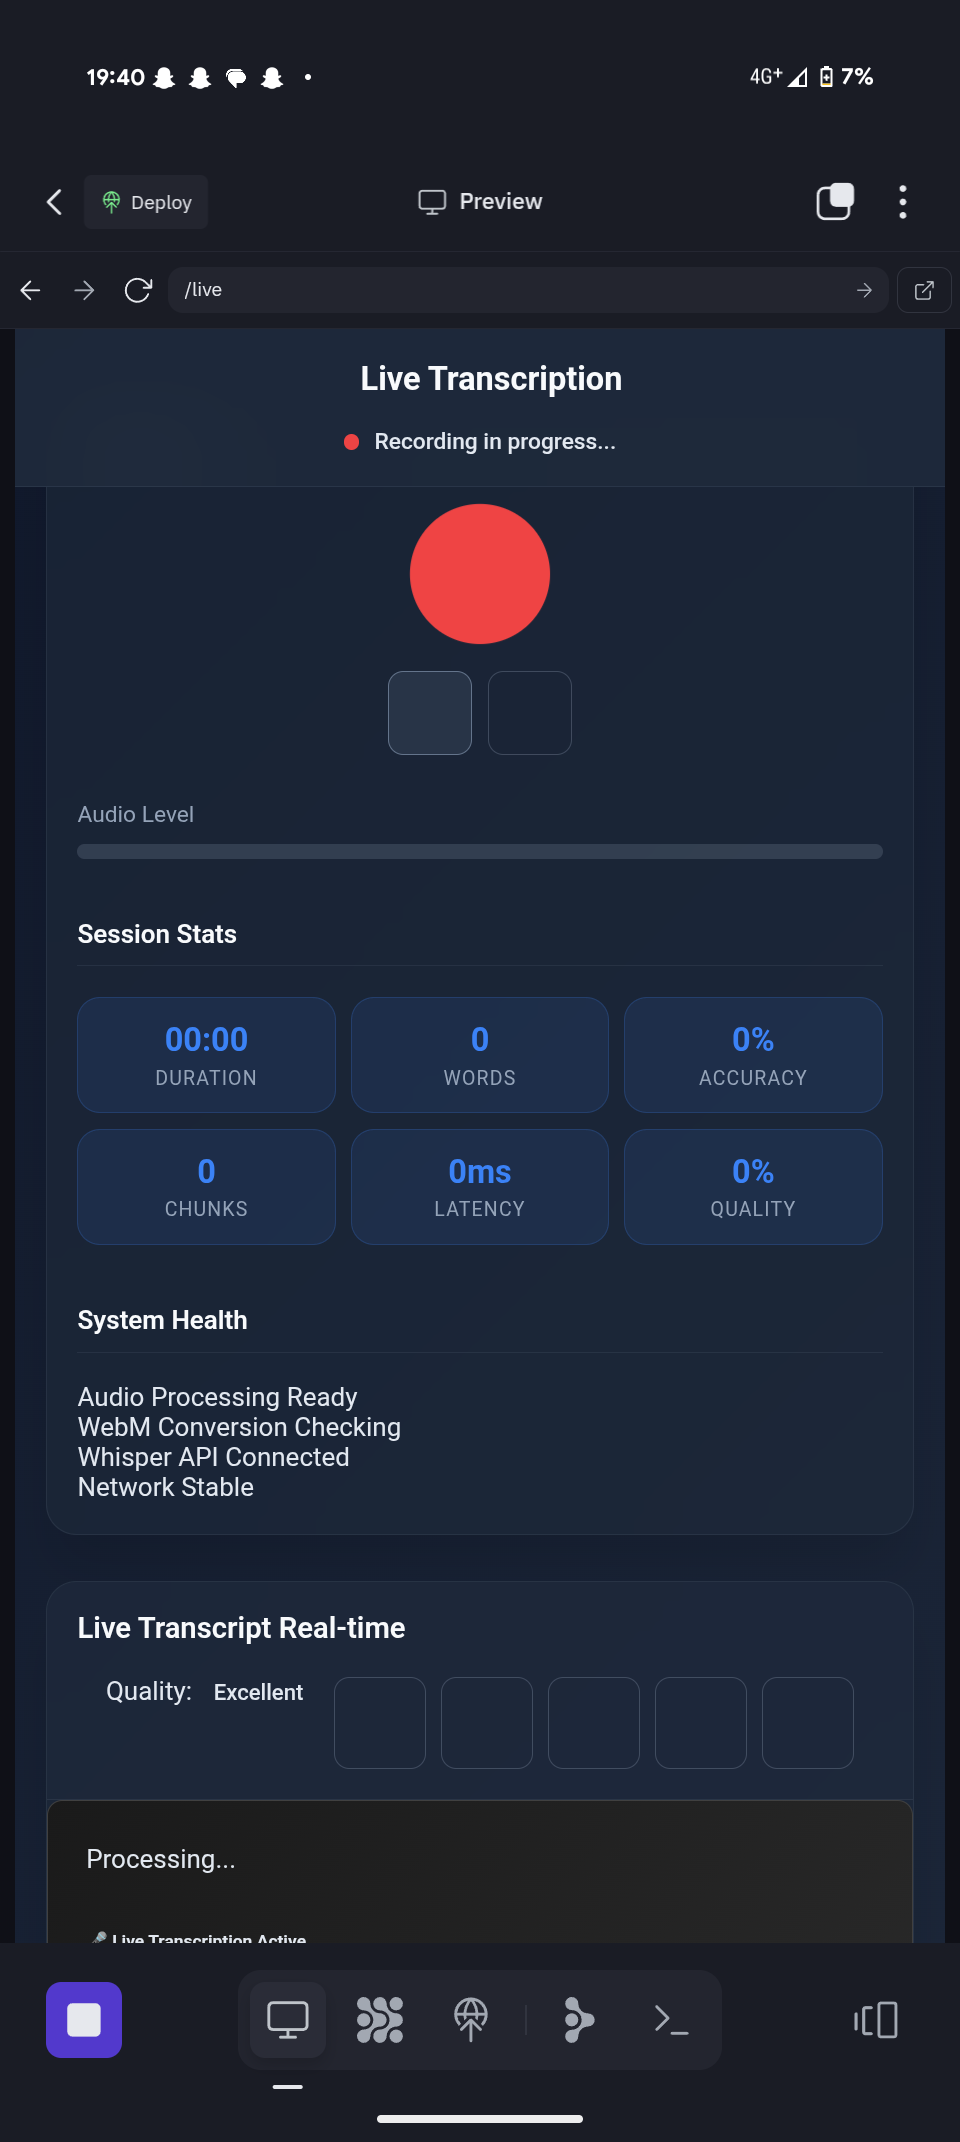 19:40
4G+ 7%
Deploy
Preview
/live
Live Transcription
Recording in progress...
Audio Level
Session Stats
00:00 0 0%
DURATION WORDS ACCURACY
0 0ms 0%
CHUNKS LATENCY QUALITY
System Health
Audio Processing Ready
WebM Conversion Checking
Whisper API Connected
Network Stable
Live Transcript Real-time
Quality: Excellent
Processing...
🎤 Live Transcription Active